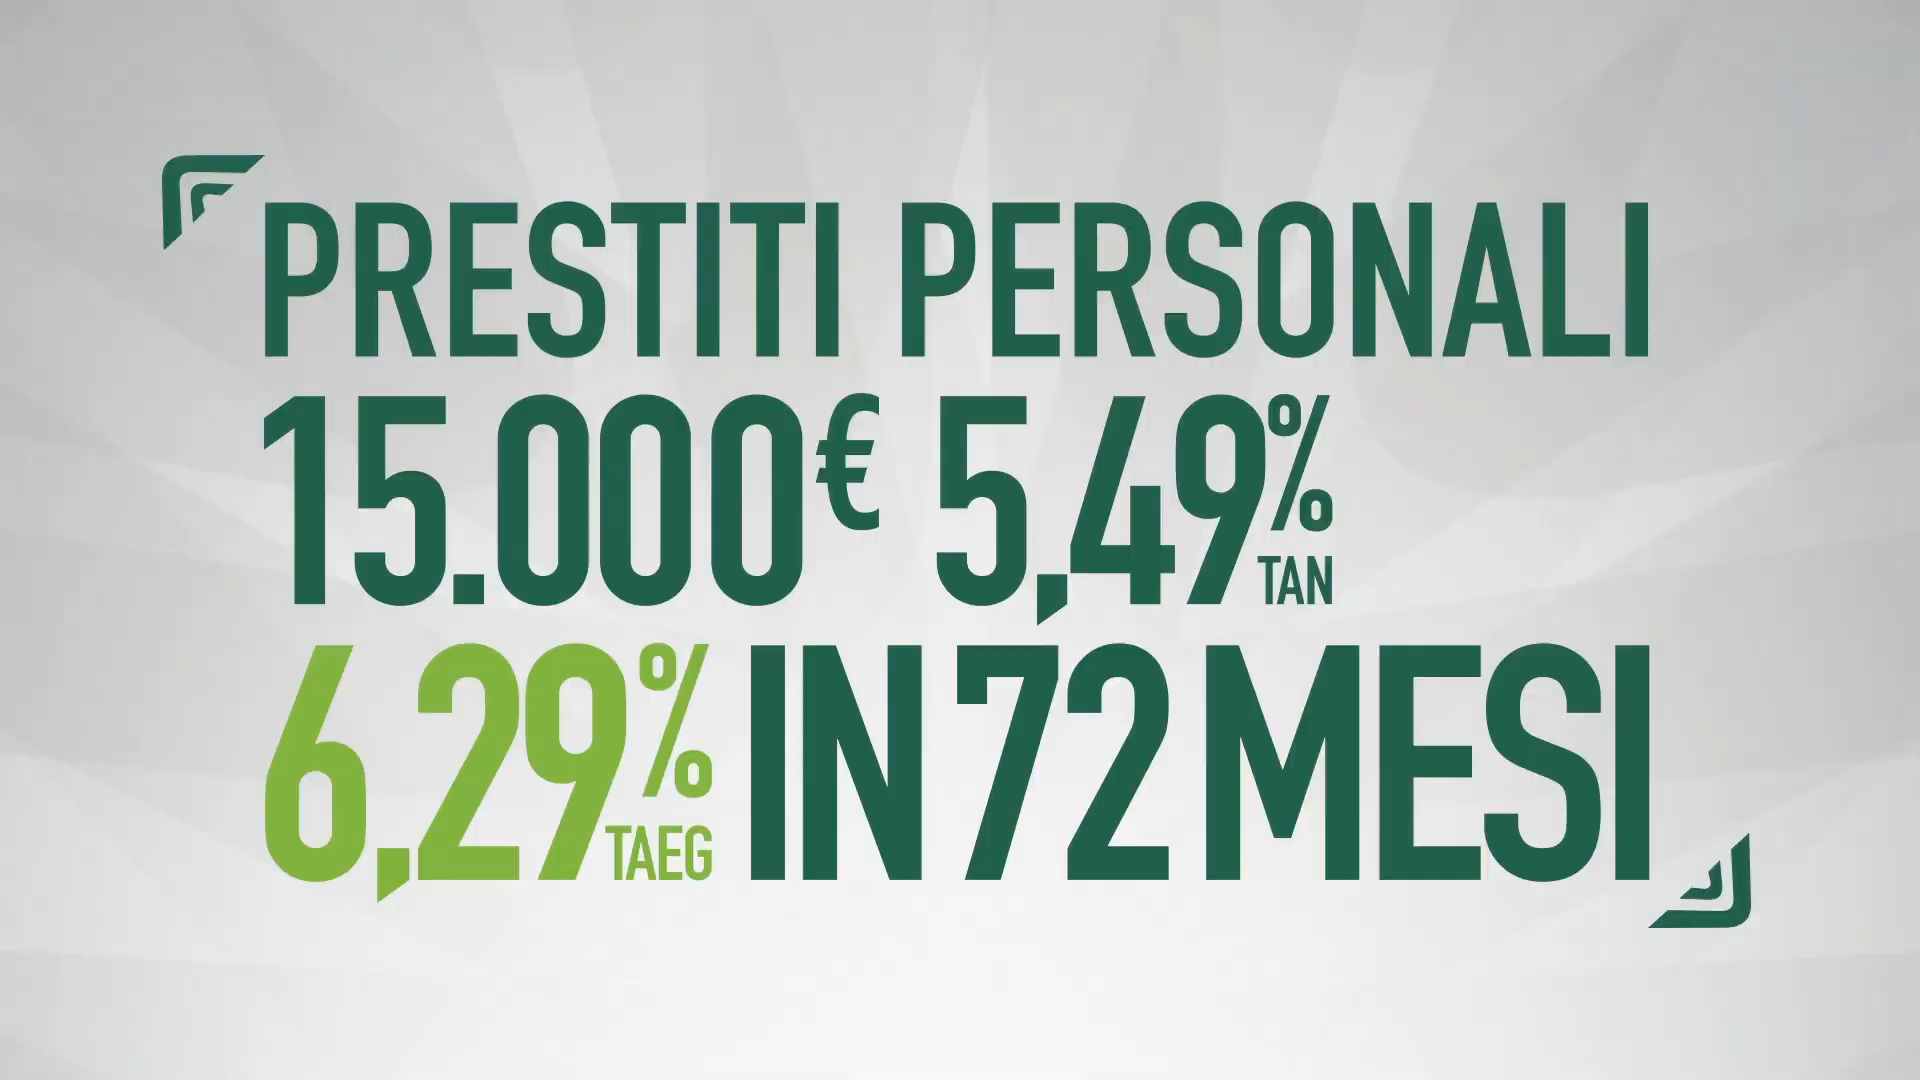 PRESTITI PERSONALI
15.000€ 5,49% TAN
6,29% TAEG IN 72 MESI